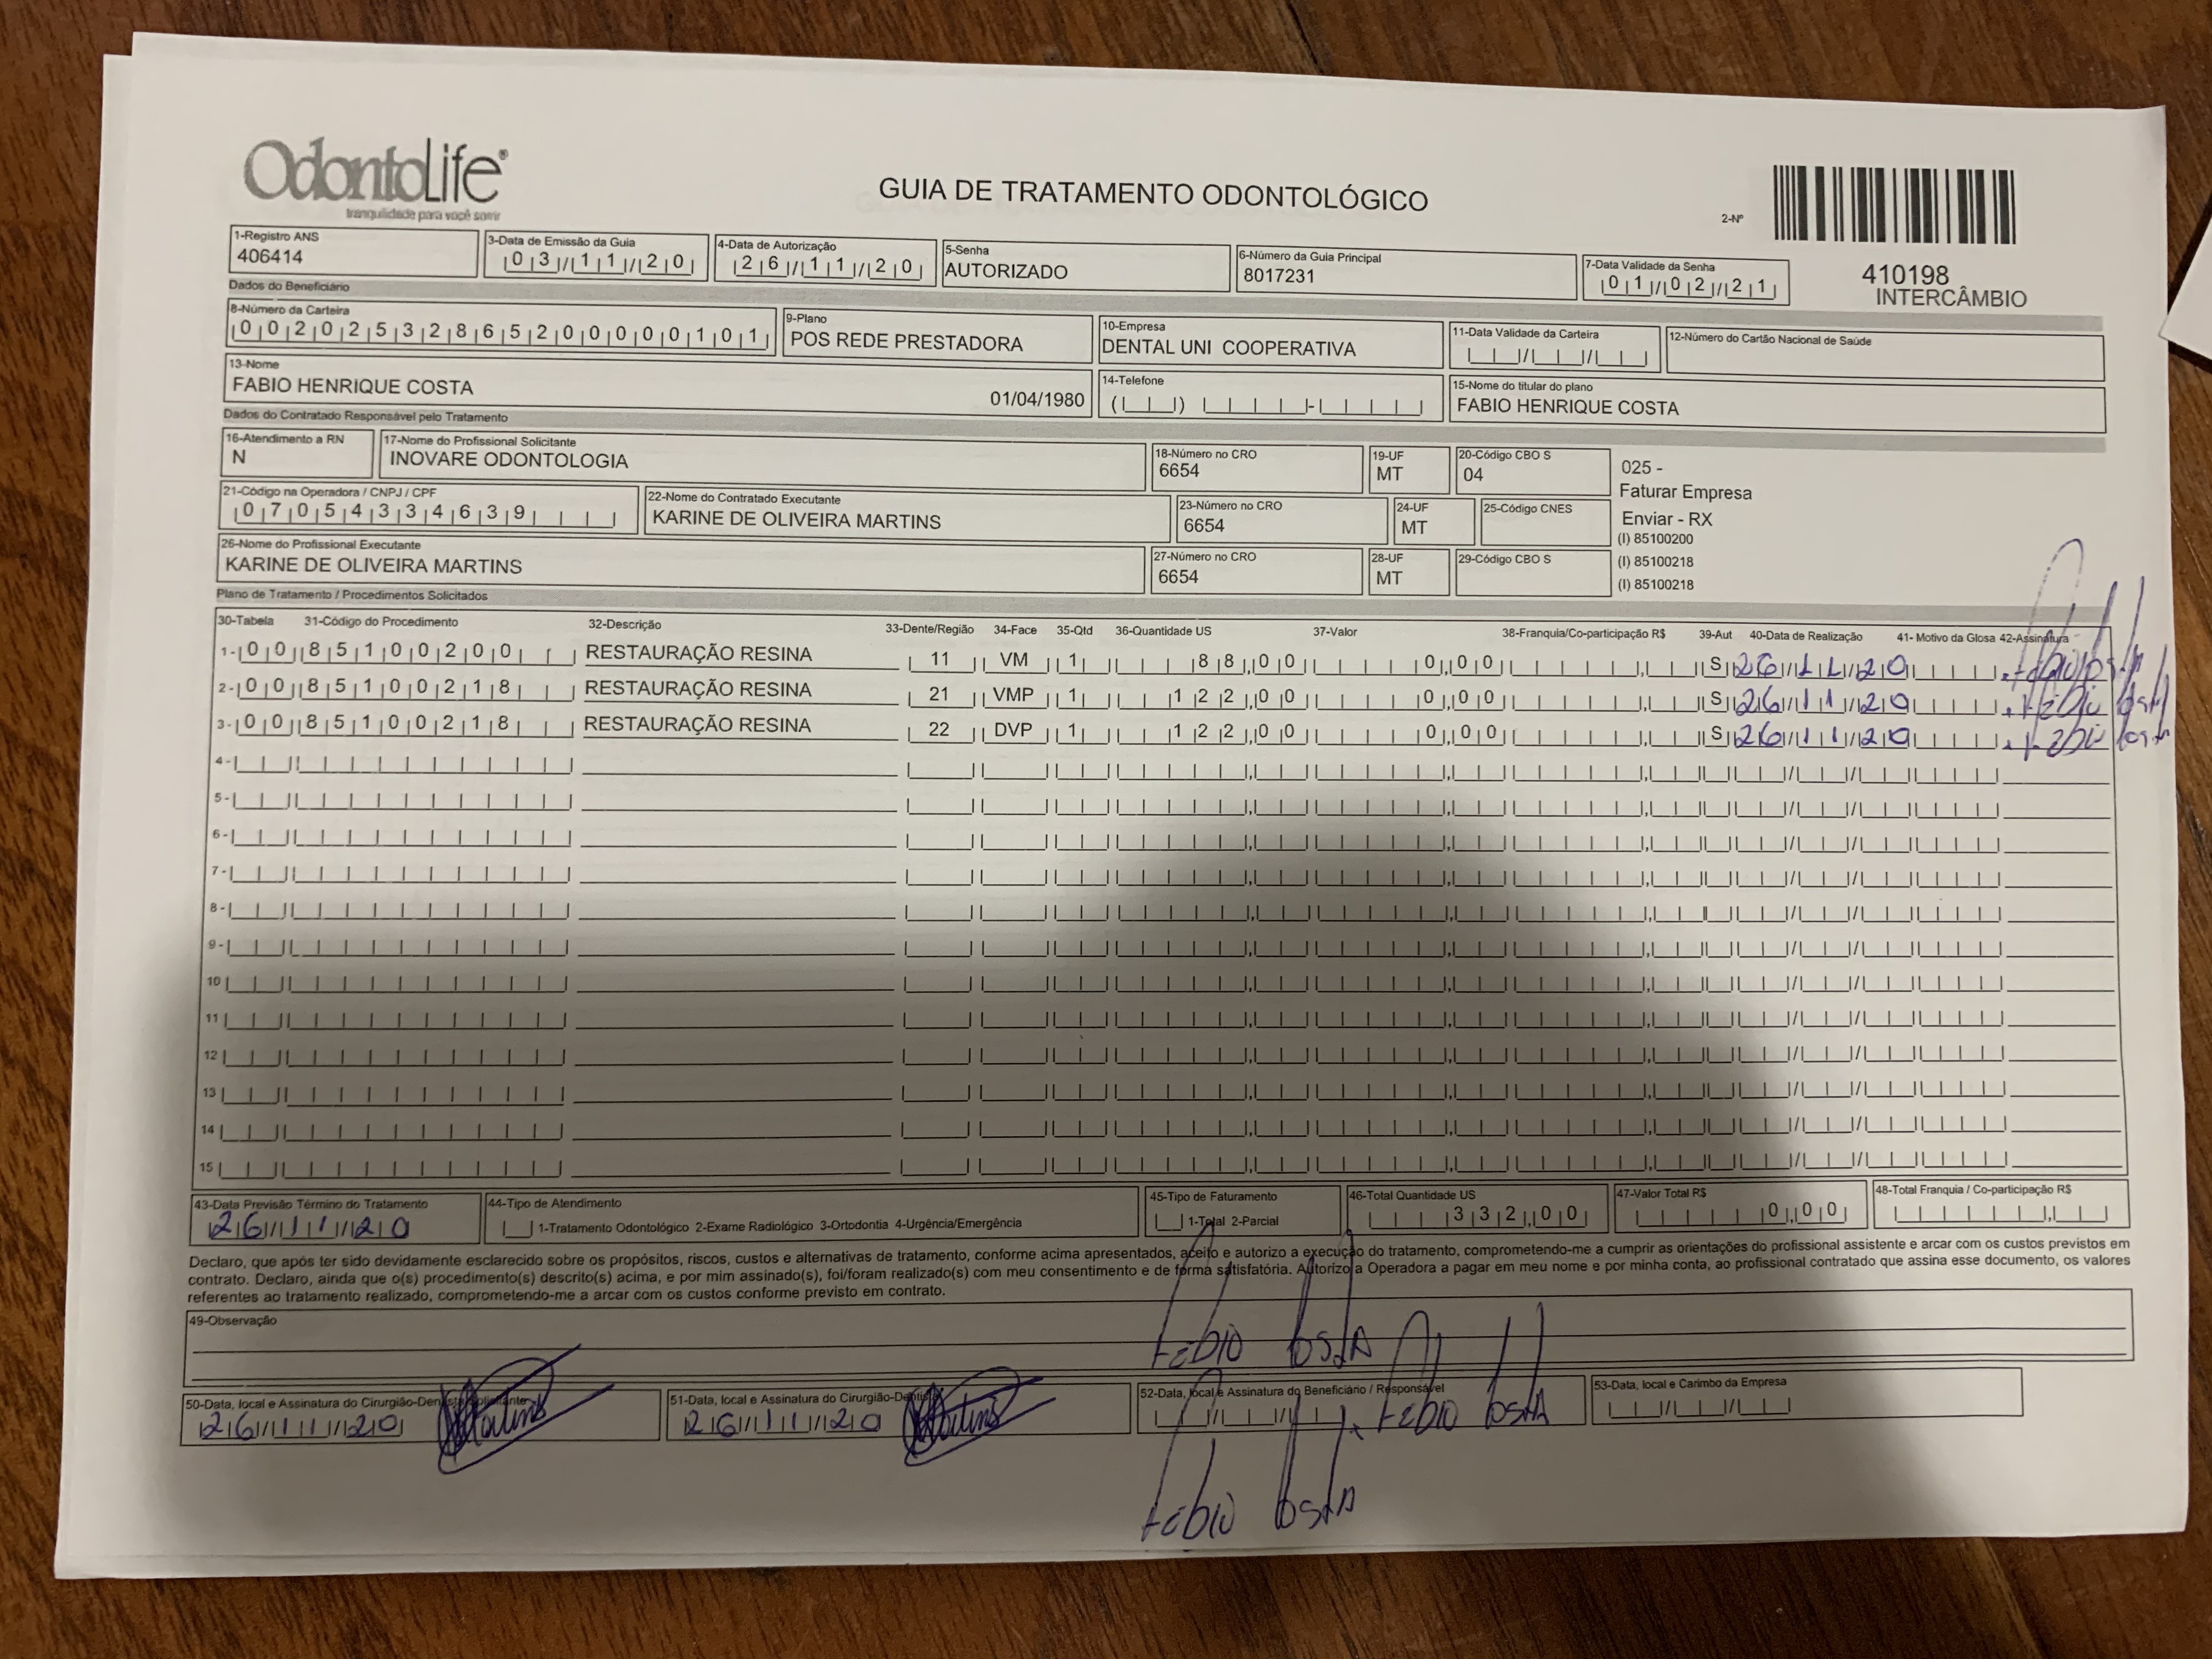 OdontoLife®
tranquilidade para você sorrir
GUIA DE TRATAMENTO ODONTOLÓGICO
2-Nº
410198
INTERCÂMBIO
1-Registro ANS
406414
3-Data de Emissão da Guia
03/11/20
4-Data de Autorização
26/11/20
5-Senha
AUTORIZADO
6-Número da Guia Principal
8017231
7-Data Validade da Senha
01/02/21
Dados do Beneficiário
8-Número da Carteira
00202532865200000101
9-Plano
POS REDE PRESTADORA
10-Empresa
DENTAL UNI COOPERATIVA
11-Data Validade da Carteira
12-Número do Cartão Nacional de Saúde
13-Nome
FABIO HENRIQUE COSTA 01/04/1980
14-Telefone
15-Nome do titular do plano
FABIO HENRIQUE COSTA
Dados do Contratado Responsável pelo Tratamento
16-Atendimento a RN
N
17-Nome do Profissional Solicitante
INOVARE ODONTOLOGIA
18-Número no CRO
6654
19-UF
MT
20-Código CBO S
04
025 -
Faturar Empresa
Enviar - RX
(I) 85100200
(I) 85100218
(I) 85100218
21-Código na Operadora / CNPJ / CPF
07054334639
22-Nome do Contratado Executante
KARINE DE OLIVEIRA MARTINS
23-Número no CRO
6654
24-UF
MT
25-Código CNES
26-Nome do Profissional Executante
KARINE DE OLIVEIRA MARTINS
27-Número no CRO
6654
28-UF
MT
29-Código CBO S
Plano de Tratamento / Procedimentos Solicitados
30-Tabela 31-Código do Procedimento 32-Descrição 33-Dente/Região 34-Face 35-Qtd 36-Quantidade US 37-Valor 38-Franquia/Co-participação R$ 39-Aut 40-Data de Realização 41- Motivo da Glosa 42-Assinatura
1- 00 85100200 RESTAURAÇÃO RESINA 11 VM 1 88,00 0,00 S 26/11/20 Fábio Costa
2- 00 85100218 RESTAURAÇÃO RESINA 21 VMP 1 122,00 0,00 S 26/11/20 Fábio Costa
3- 00 85100218 RESTAURAÇÃO RESINA 22 DVP 1 122,00 0,00 S 26/11/20 Fábio Costa
4-
5-
6-
7-
8-
9-
10
11
12
13
14
15
43-Data Previsão Término do Tratamento
26/11/20
44-Tipo de Atendimento
1-Tratamento Odontológico 2-Exame Radiológico 3-Ortodontia 4-Urgência/Emergência
45-Tipo de Faturamento
1-Total 2-Parcial
46-Total Quantidade US
332,00
47-Valor Total R$
0,00
48-Total Franquia / Co-participação R$
Declaro, que após ter sido devidamente esclarecido sobre os propósitos, riscos, custos e alternativas de tratamento, conforme acima apresentados, aceito e autorizo a execução do tratamento, comprometendo-me a cumprir as orientações do profissional assistente e arcar com os custos previstos em
contrato. Declaro, ainda que o(s) procedimento(s) descrito(s) acima, e por mim assinado(s), foi/foram realizado(s) com meu consentimento e de forma satisfatória. Autorizo a Operadora a pagar em meu nome e por minha conta, ao profissional contratado que assina esse documento, os valores
referentes ao tratamento realizado, comprometendo-me a arcar com os custos conforme previsto em contrato.
49-Observação
Fábio Costa
50-Data, local e Assinatura do Cirurgião-Dentista Solicitante
26/11/20 Martins
51-Data, local e Assinatura do Cirurgião-Dentista
26/11/20 Martins
52-Data, local e Assinatura do Beneficiário / Responsável
Fábio Costa
53-Data, local e Carimbo da Empresa
Fábio Costa